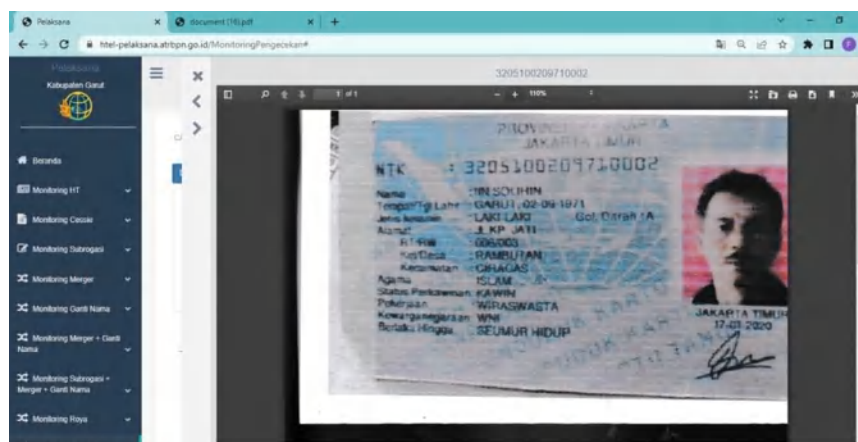 Pelaksana
document (16).pdf
htel-pelaksana.atrbpn.go.id/MonitoringPengecekan#
Pelaksana
Kabupaten Garut
Beranda
Monitoring HT
Monitoring Cessie
Monitoring Subrogasi
Monitoring Merger
Monitoring Ganti Nama
Monitoring Merger + Ganti
Nama
Monitoring Subrogasi +
Merger + Ganti Nama
Monitoring Roya
3205100209710002
1 of 1
110%
JAKARTA TIMUR
NIK : 3205100209710002
Nama
Tempat/Tgl Lahir : GARUT, 02-09-1971
Jenis kelamin : LAKI LAKI Gol. Darah : A
Alamat JL KP JATI
RT/RW : 006/003
Kel/Desa : RAMBUTAN
Kecamatan : CIRACAS
Agama : ISLAM
Status Perkawinan: KAWIN
Pekerjaan : WIRASWASTA
Kewarganegaraan: WNI
Berlaku Hingga : SEUMUR HIDUP
JAKARTA TIMUR
17-01-2020